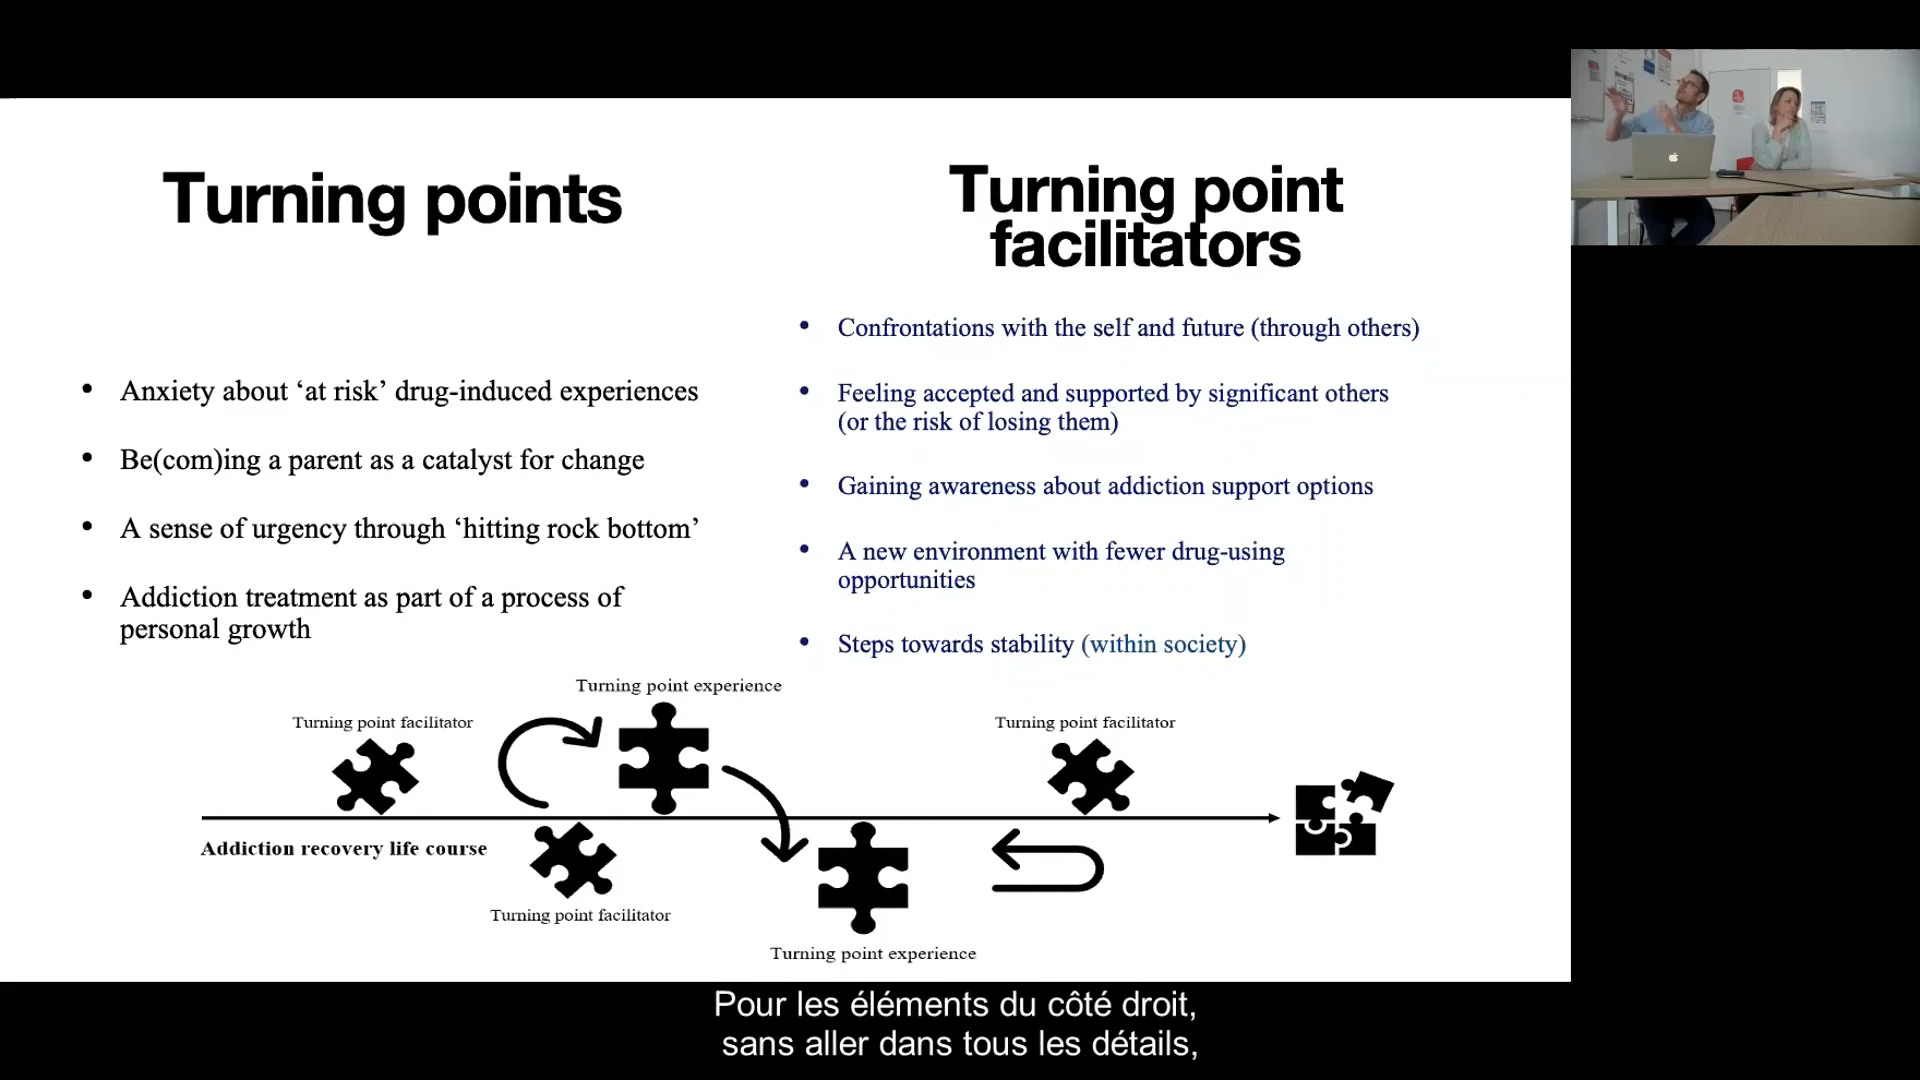 Turning points
• Anxiety about ‘at risk’ drug-induced experiences
• Be(com)ing a parent as a catalyst for change
• A sense of urgency through ‘hitting rock bottom’
• Addiction treatment as part of a process of
personal growth
Turning point
facilitators
• Confrontations with the self and future (through others)
• Feeling accepted and supported by significant others
(or the risk of losing them)
• Gaining awareness about addiction support options
• A new environment with fewer drug-using
opportunities
• Steps towards stability (within society)
Turning point experience
Turning point facilitator
Turning point facilitator
Addiction recovery life course
Turning point facilitator
Turning point experience
Pour les éléments du côté droit,
sans aller dans tous les détails,